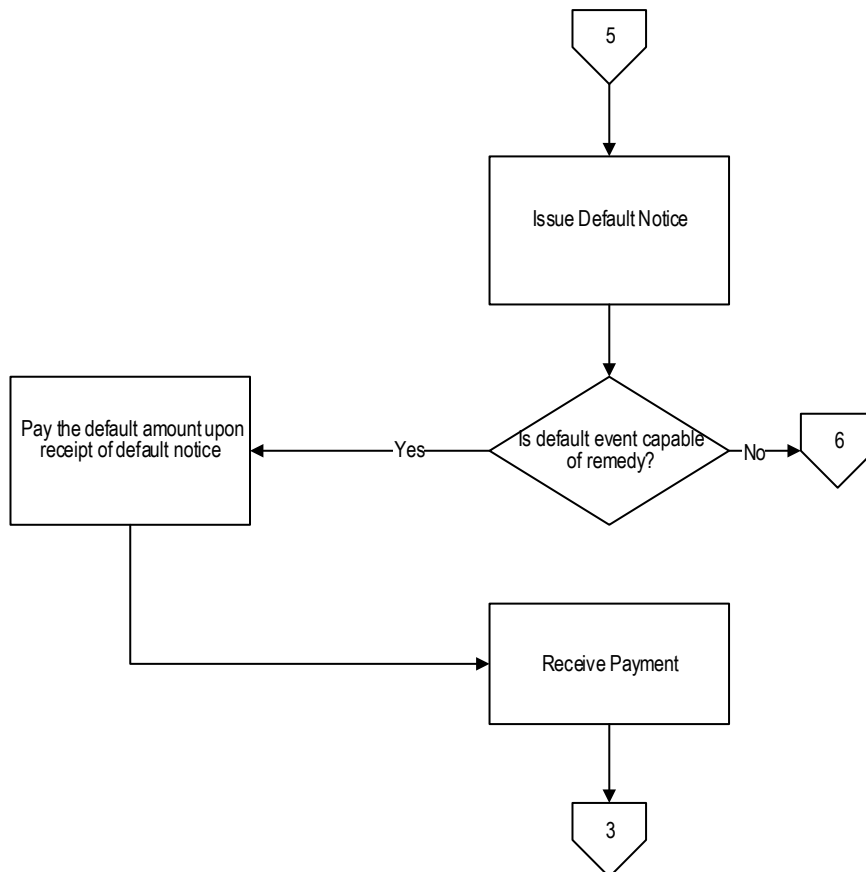 5
Issue Default Notice
Is default event capable
of remedy?
Yes
No
6
Pay the default amount upon
receipt of default notice
Receive Payment
3